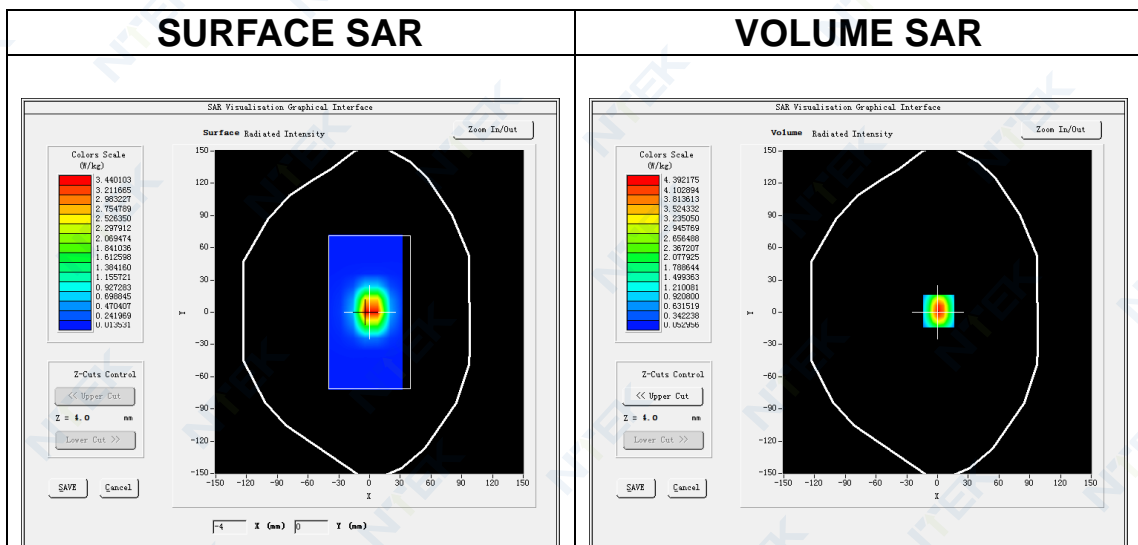 SURFACE SAR
VOLUME SAR
SAR Visualisation Graphical Interface
Surface Radiated Intensity
Zoom In/Out
Colors Scale
(W/kg)
3.440103
3.211665
2.983227
2.754789
2.526350
2.297912
2.069474
1.841036
1.612598
1.384160
1.155721
0.927283
0.698845
0.470407
0.241969
0.013531
Z-Cuts Control
<< Upper Cut
Z = 4.0 mm
Lower Cut >>
SAVE Cancel
150
120
90
60
30
0
-30
-60
-90
-120
-150
Y
-150 -120 -90 -60 -30 0 30 60 90 120 150
X
-4 X (mm) 0 Y (mm)
SAR Visualisation Graphical Interface
Volume Radiated Intensity
Zoom In/Out
Colors Scale
(W/kg)
4.392175
4.102894
3.813613
3.524332
3.235050
2.945769
2.656488
2.367207
2.077925
1.788644
1.499363
1.210081
0.920800
0.631519
0.342238
0.052956
Z-Cuts Control
<< Upper Cut
Z = 4.0 mm
Lower Cut >>
SAVE Cancel
150
120
90
60
30
0
-30
-60
-90
-120
-150
Y
-150 -120 -90 -60 -30 0 30 60 90 120 150
X
NTEK